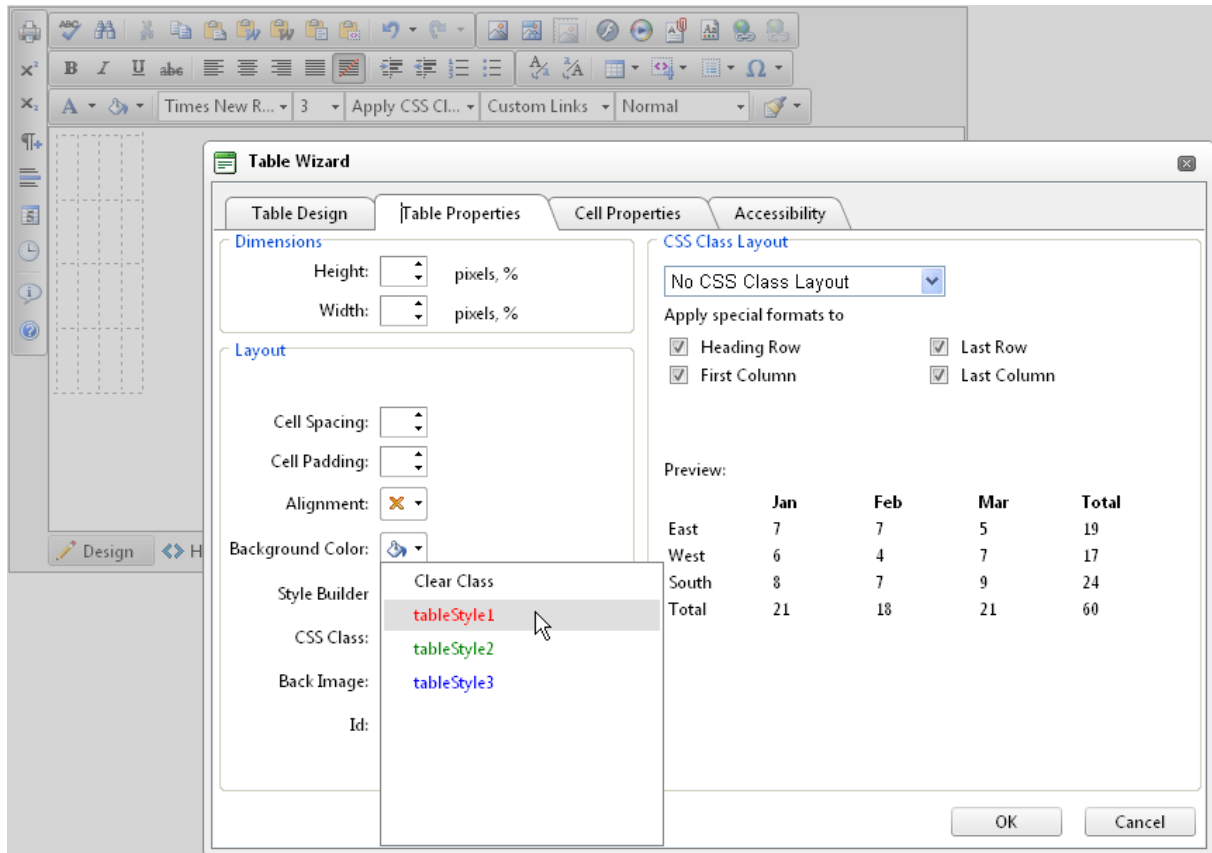 ABC
x²
B I U abc
x₂
A Times New R... 3 Apply CSS Cl... Custom Links Normal
Ω
Table Wizard
Table Design Table Properties Cell Properties Accessibility
Dimensions
Height: pixels, %
Width: pixels, %
Layout
Cell Spacing:
Cell Padding:
Alignment:
Background Color:
Style Builder
CSS Class:
Back Image:
Id:
Clear Class
tableStyle1
tableStyle2
tableStyle3
CSS Class Layout
No CSS Class Layout
Apply special formats to
Heading Row Last Row
First Column Last Column
Preview:
Jan Feb Mar Total
East 7 7 5 19
West 6 4 7 17
South 8 7 9 24
Total 21 18 21 60
Design H
OK Cancel